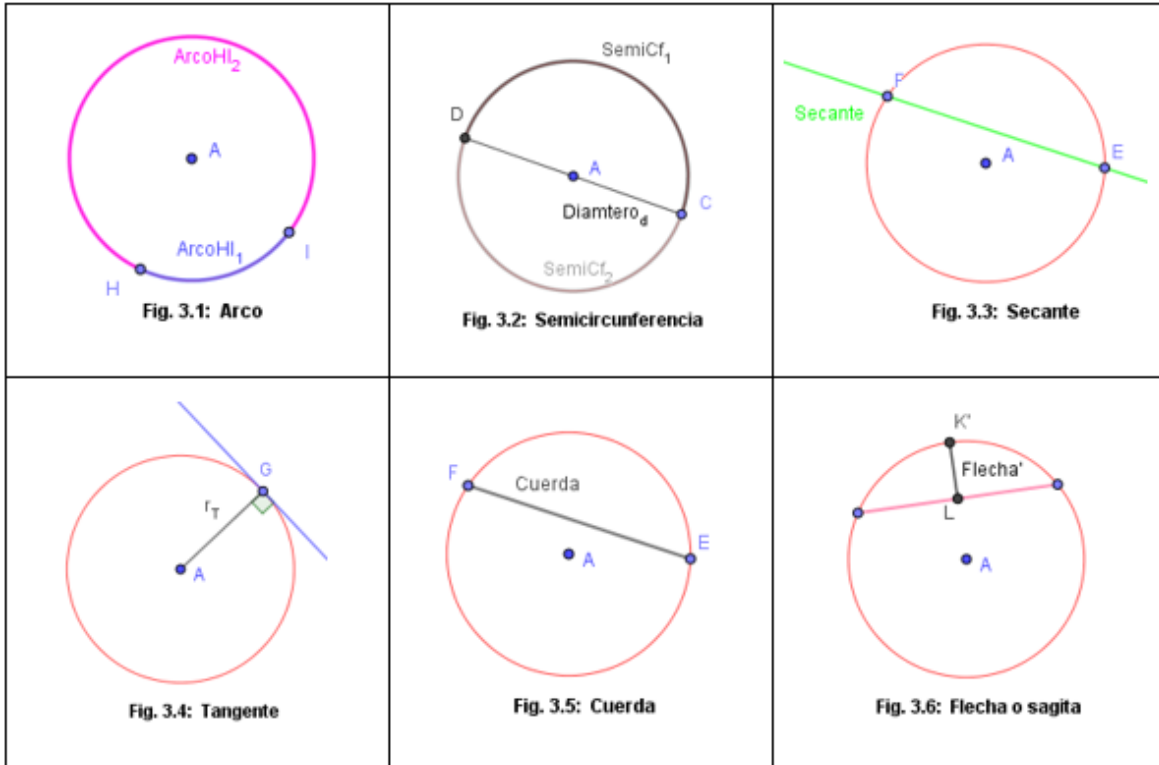 ArcoHI2
A
ArcoHI1
I
H
Fig. 3.1: Arco
SemiCf1
D
A
C
Diamtero d
SemiCf2
Fig. 3.2: Semicircunferencia
F
Secante
E
A
Fig. 3.3: Secante
G
rT
A
Fig. 3.4: Tangente
F
Cuerda
E
A
Fig. 3.5: Cuerda
K'
Flecha'
L
A
Fig. 3.6: Flecha o sagita